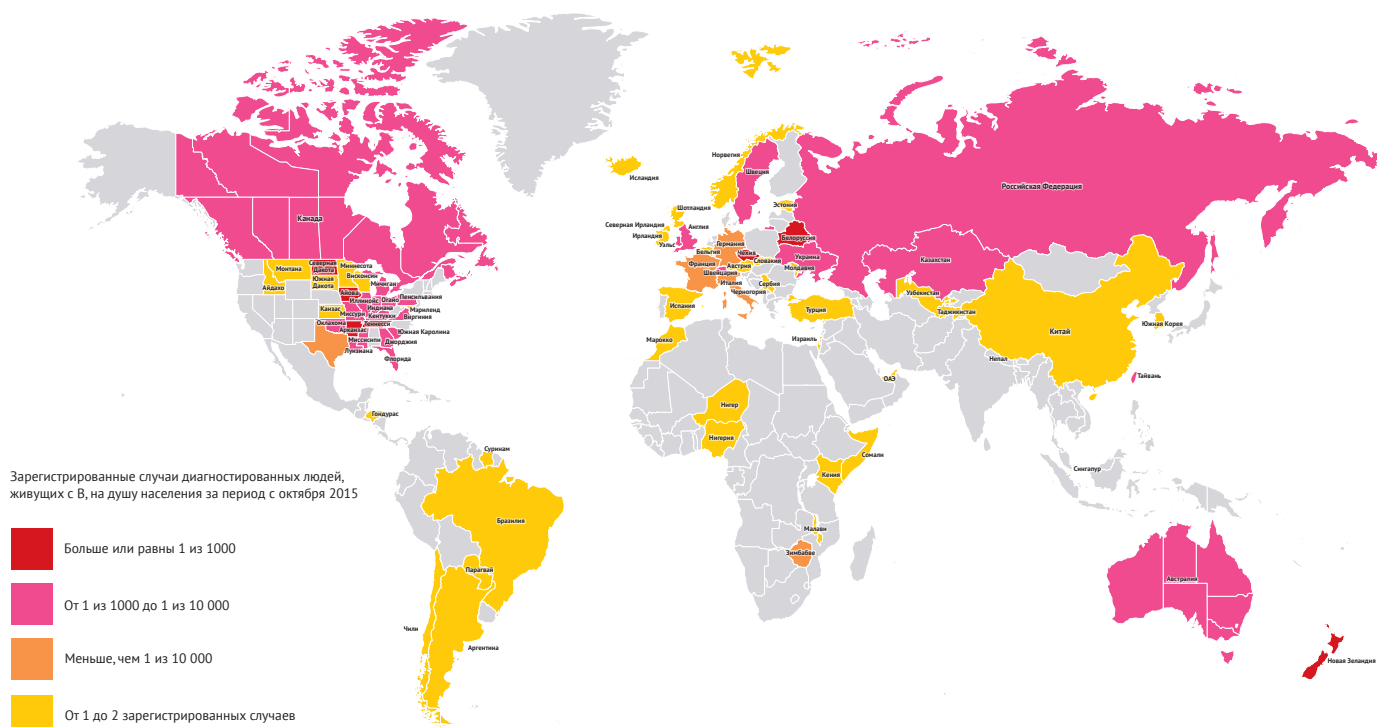 Канада
Монтана
Северная
Дакота
Миннесота
Висконсин
Айдахо
Южная
Дакота
Мичиган
Айова
Иллинойс
Огайо
Пенсильвания
Индиана
Мэриленд
Канзас
Миссури
Кентукки
Виргиния
Оклахома
Теннесси
Арканзас
Южная Каролина
Миссисипи
Джорджия
Луизиана
Флорида
Гондурас
Суринам
Бразилия
Парагвай
Чили
Аргентина
Исландия
Норвегия
Швеция
Российская Федерация
Эстония
Шотландия
Северная Ирландия
Ирландия
Англия
Уэльс
Белоруссия
Германия
Бельгия
Чехия
Украина
Словакия
Франция
Австрия
Молдавия
Швейцария
Казахстан
Италия
Сербия
Черногория
Испания
Турция
Узбекистан
Таджикистан
Китай
Южная Корея
Марокко
Израиль
Непал
ОАЭ
Тайвань
Нигер
Нигерия
Сомали
Кения
Сингапур
Малави
Зимбабве
Австралия
Новая Зеландия
Зарегистрированные случаи диагностированных людей,
живущих с В, на душу населения за период с октября 2015
Больше или равны 1 из 1000
От 1 из 1000 до 1 из 10 000
Меньше, чем 1 из 10 000
От 1 до 2 зарегистрированных случаев